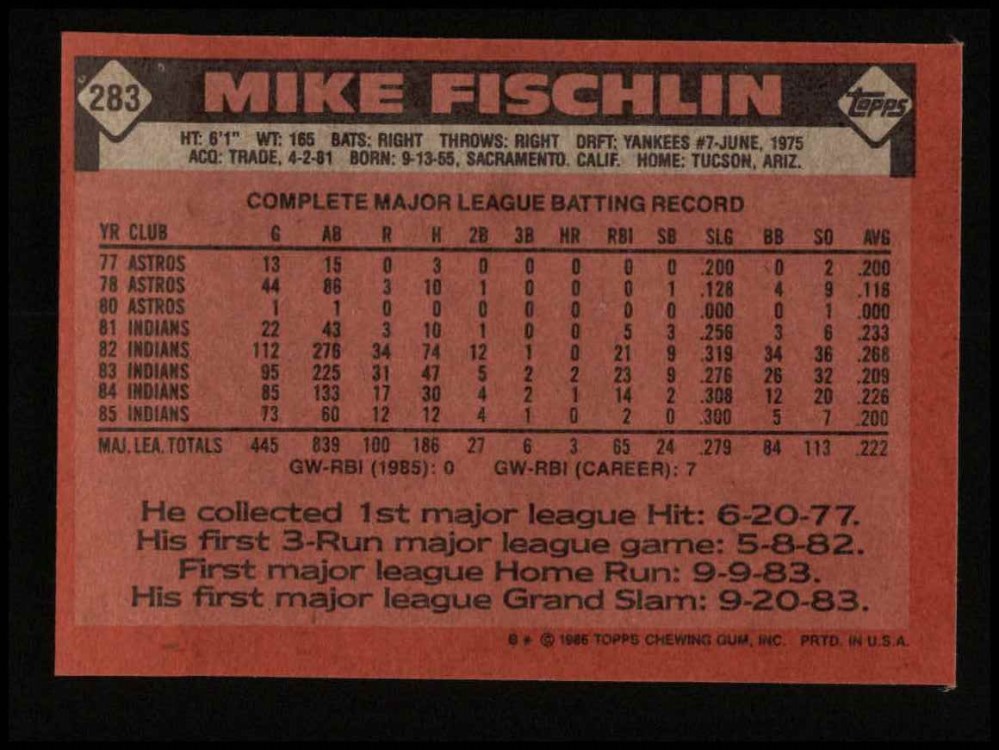 283
MIKE FISCHLIN
TOPPS
HT: 6'1" WT: 165 BATS: RIGHT THROWS: RIGHT DRFT: YANKEES #7-JUNE, 1975
ACQ: TRADE, 4-2-81 BORN: 9-13-55, SACRAMENTO. CALIF. HOME: TUCSON, ARIZ.
COMPLETE MAJOR LEAGUE BATTING RECORD
YR CLUB G AB R H 2B 3B HR RBI SB SLG BB SO AVG
77 ASTROS 13 15 0 3 0 0 0 0 0 .200 0 2 .200
78 ASTROS 44 86 3 10 1 0 0 0 1 .128 4 9 .116
80 ASTROS 1 1 0 0 0 0 0 0 0 .000 0 1 .000
81 INDIANS 22 43 3 10 1 0 0 5 3 .256 3 6 .233
82 INDIANS 112 276 34 74 12 1 0 21 9 .319 34 36 .268
83 INDIANS 95 225 31 47 5 2 2 23 9 .276 26 32 .209
84 INDIANS 85 133 17 30 4 2 1 14 2 .308 12 20 .226
85 INDIANS 73 60 12 12 4 1 0 2 0 .300 5 7 .200
MAJ. LEA. TOTALS 445 839 100 186 27 6 3 65 24 .279 84 113 .222
GW-RBI (1985): 0 GW-RBI (CAREER): 7
He collected 1st major league Hit: 6-20-77.
His first 3-Run major league game: 5-8-82.
First major league Home Run: 9-9-83.
His first major league Grand Slam: 9-20-83.
B* © 1986 TOPPS CHEWING GUM, INC. PRTD. IN U.S.A.